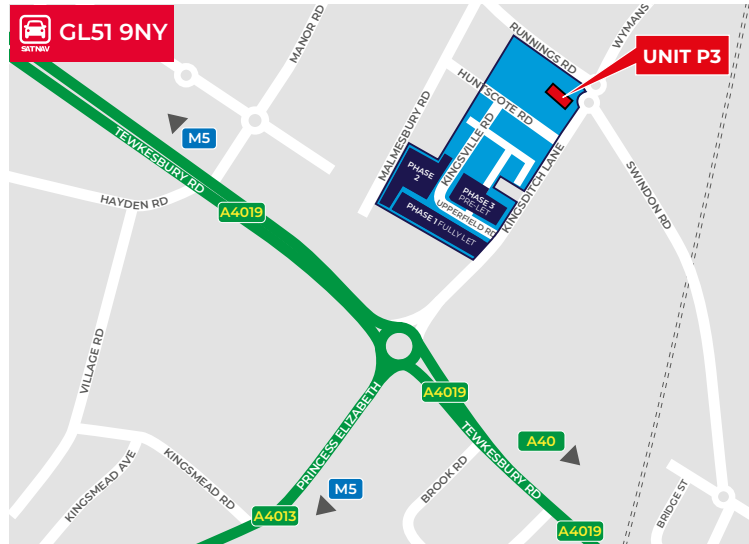 SAT NAV
GL51 9NY
UNIT P3
MANOR RD
RUNNINGS RD
WYMANS
HUNTSCOTE RD
MALMESBURY RD
KINGSVILLE RD
KINGSDITCH LANE
SWINDON RD
M5
TEWKESBURY RD
HAYDEN RD
A4019
PHASE
2
PHASE 3
PRE-LET
UPPERFIELD RD
PHASE 1 FULLY LET
VILLAGE RD
PRINCESS ELIZABETH
A4019
TEWKESBURY RD
A40
KINGSMEAD AVE
KINGSMEAD RD
M5
BROOK RD
BRIDGE ST
A4013
A4019